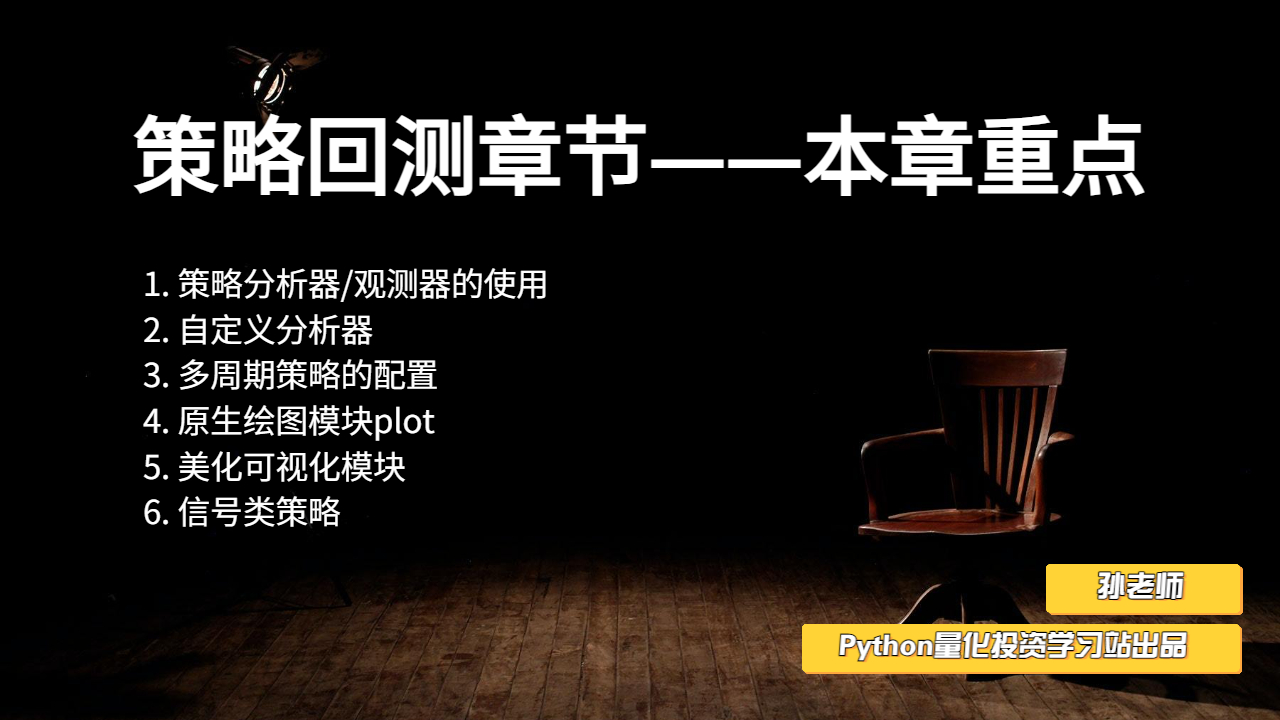 策略回测章节——本章重点
1. 策略分析器/观测器的使用
2. 自定义分析器
3. 多周期策略的配置
4. 原生绘图模块plot
5. 美化可视化模块
6. 信号类策略
孙老师
Python量化投资学习站出品